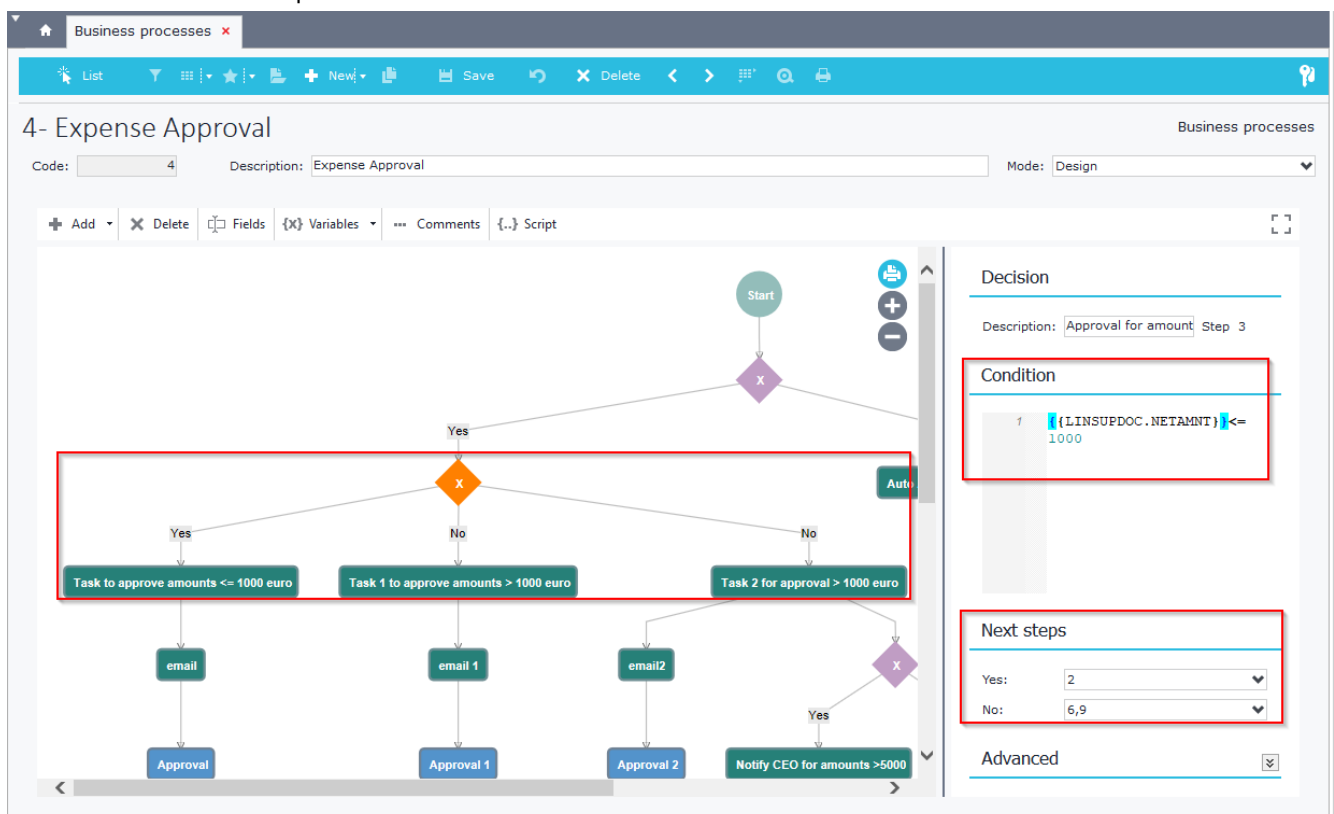 Business processes ×
List New Save Delete
4- Expense Approval
Business processes
Code: 4 Description: Expense Approval Mode: Design
Add Delete Fields {x} Variables Comments {..} Script
Start
X
Yes
X
Auto
Yes No No
Task to approve amounts <= 1000 euro Task 1 to approve amounts > 1000 euro Task 2 for approval > 1000 euro
email email 1 email2 X
Yes
Approval Approval 1 Approval 2 Notify CEO for amounts >5000
Decision
Description: Approval for amount Step 3
Condition
1 {{LINSUPDOC.NETAMNT}}<=
1000
Next steps
Yes: 2
No: 6,9
Advanced